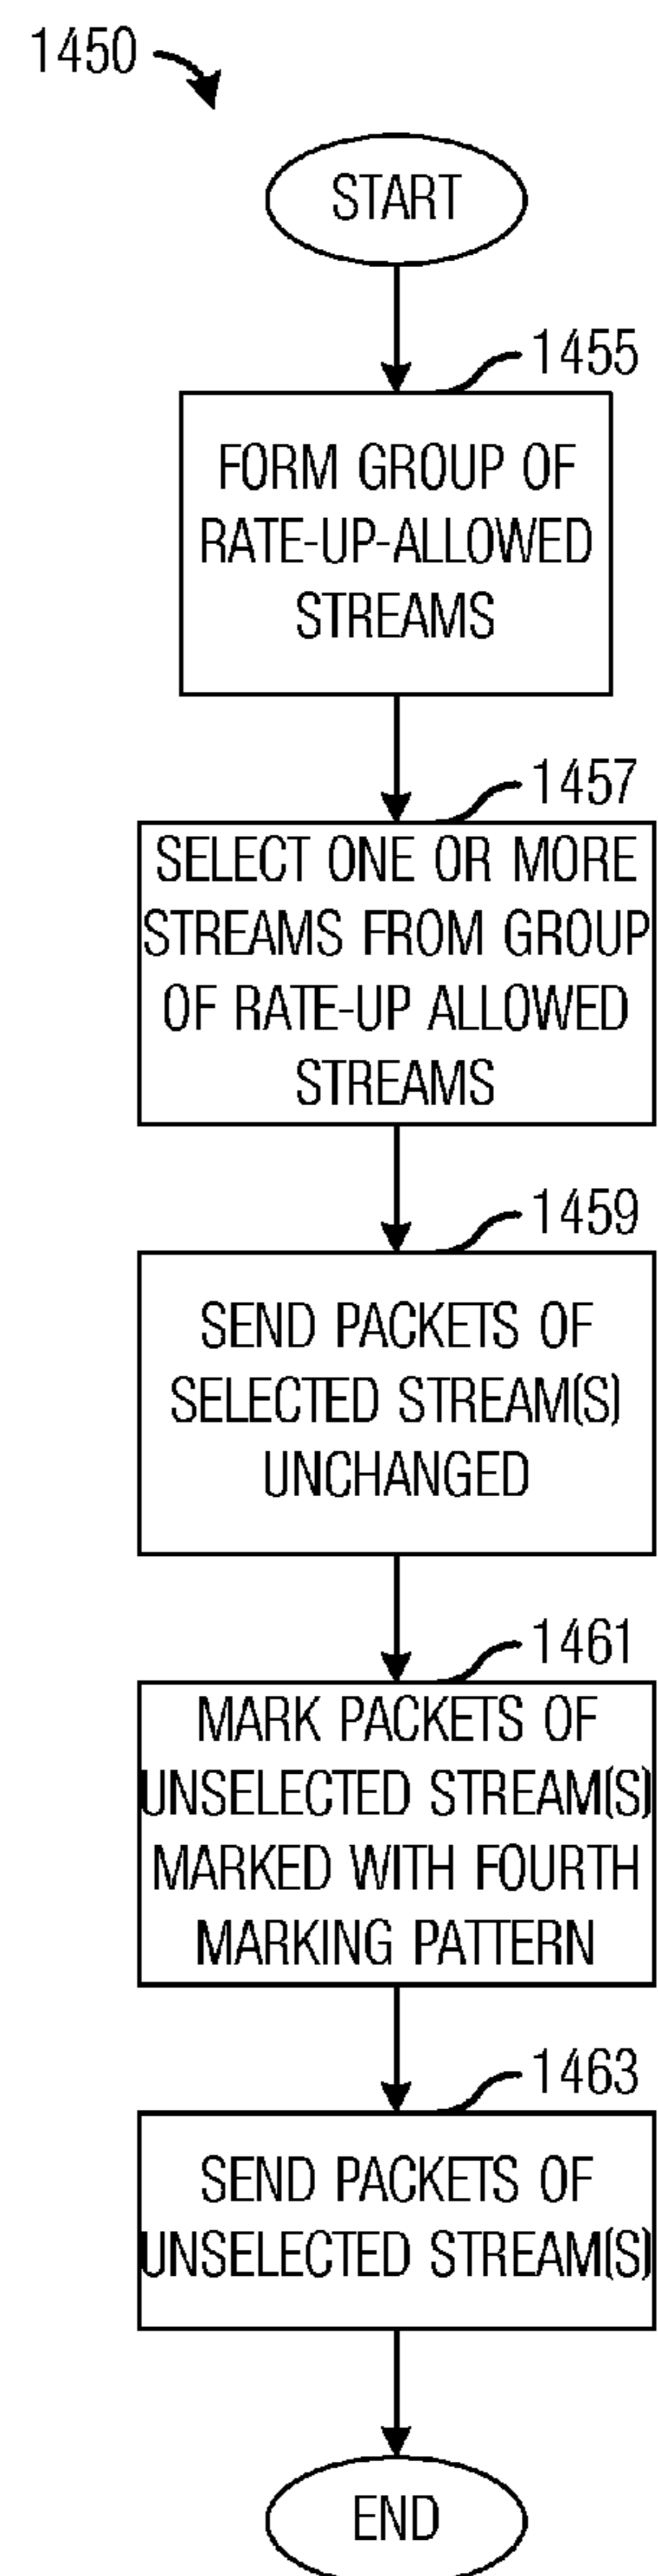 1450
START
1455
FORM GROUP OF
RATE-UP-ALLOWED
STREAMS
1457
SELECT ONE OR MORE
STREAMS FROM GROUP
OF RATE-UP ALLOWED
STREAMS
1459
SEND PACKETS OF
SELECTED STREAM(S)
UNCHANGED
1461
MARK PACKETS OF
UNSELECTED STREAM(S)
MARKED WITH FOURTH
MARKING PATTERN
1463
SEND PACKETS OF
UNSELECTED STREAM(S)
END